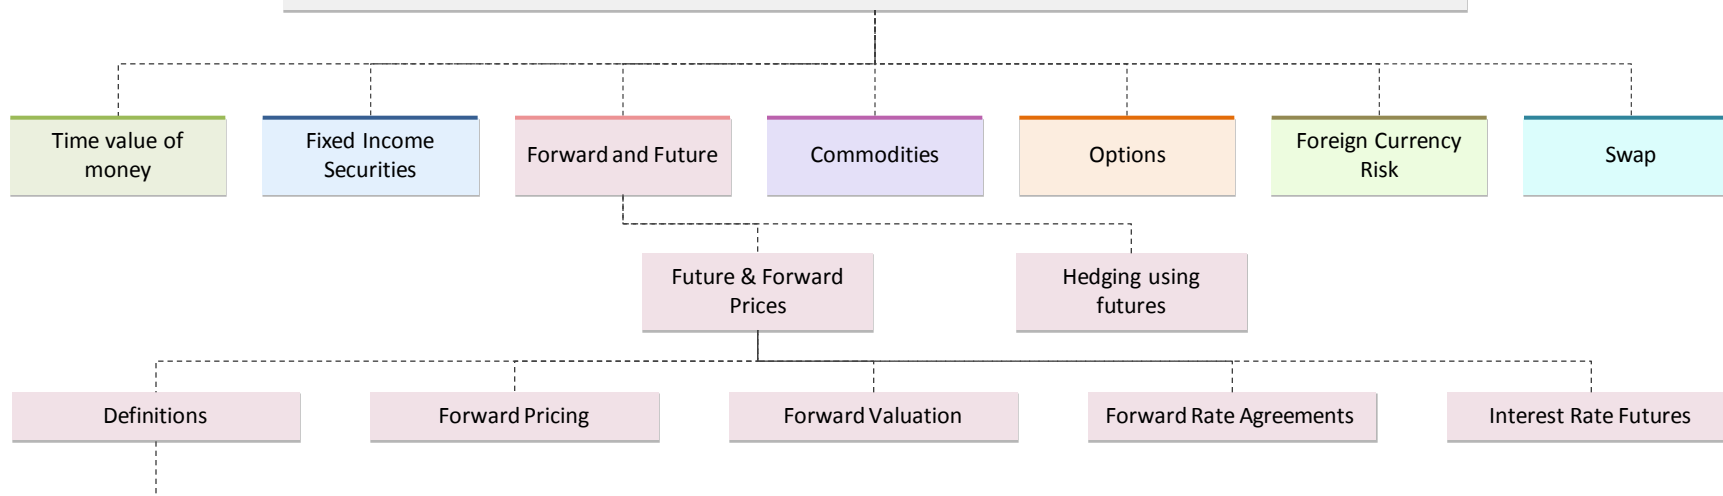 Time value of
money
Fixed Income
Securities
Forward and Future
Commodities
Options
Foreign Currency
Risk
Swap
Future & Forward
Prices
Hedging using
futures
Definitions
Forward Pricing
Forward Valuation
Forward Rate Agreements
Interest Rate Futures